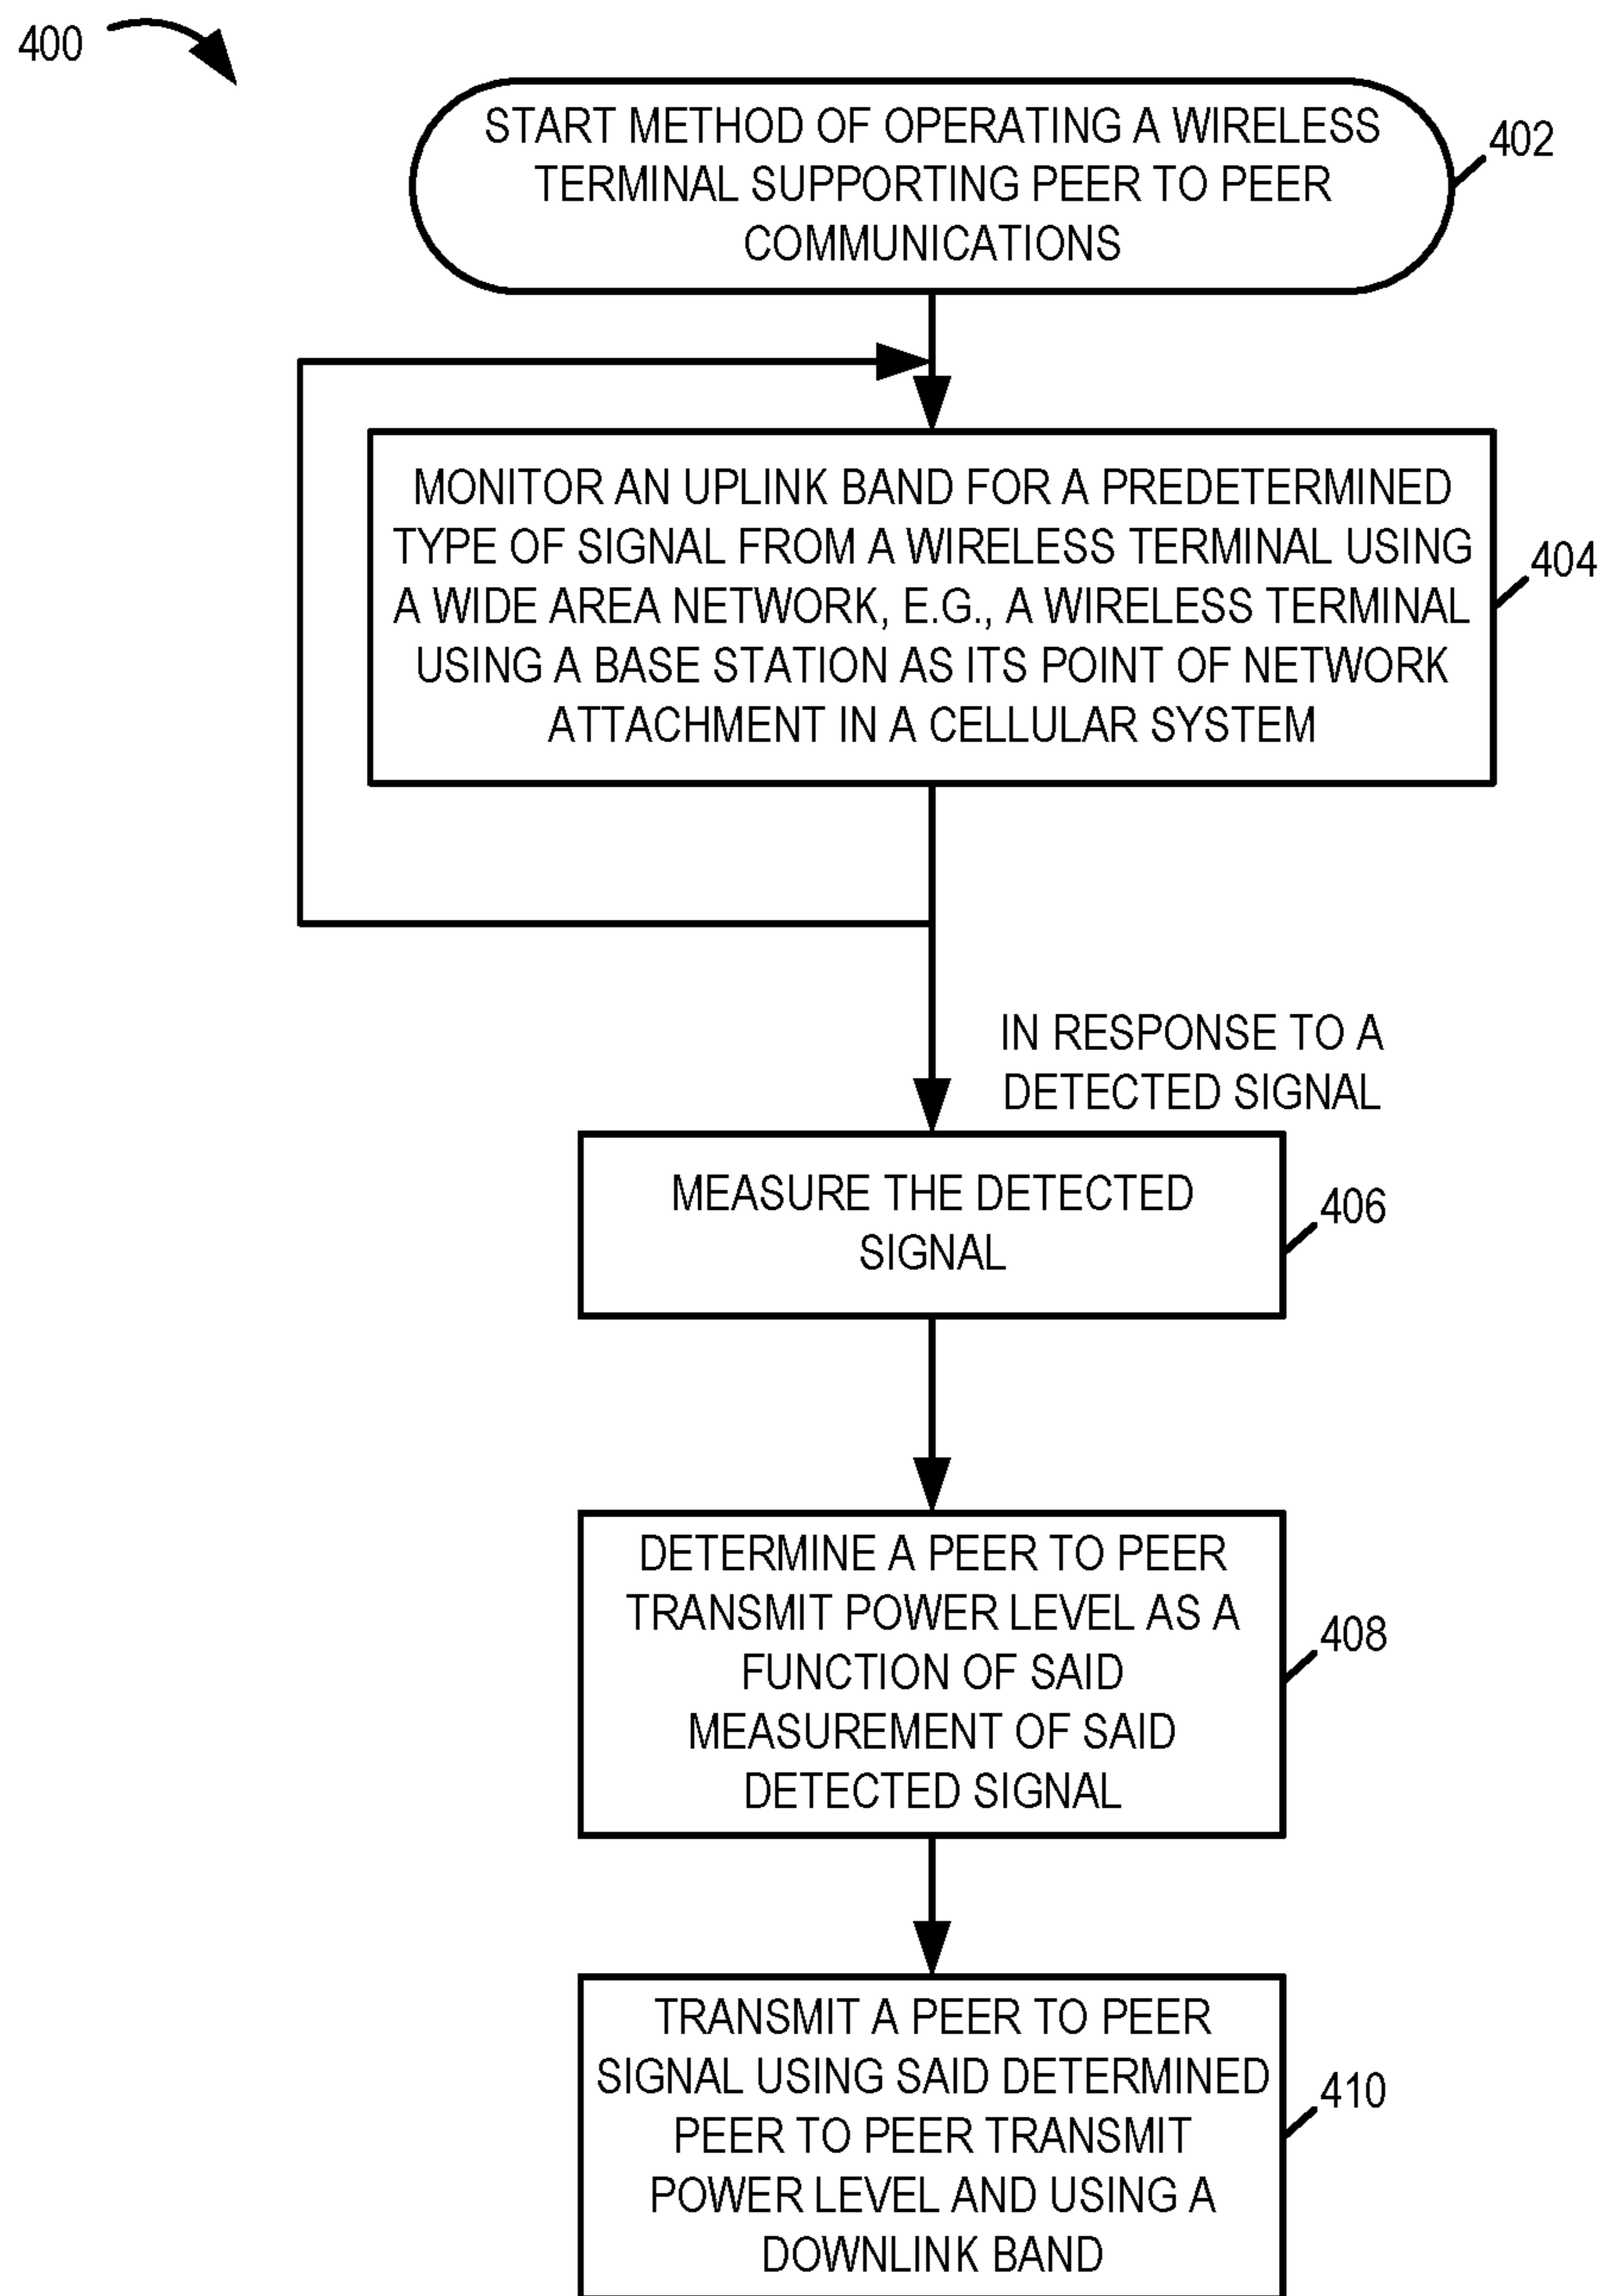 400
START METHOD OF OPERATING A WIRELESS
TERMINAL SUPPORTING PEER TO PEER
COMMUNICATIONS
402
MONITOR AN UPLINK BAND FOR A PREDETERMINED
TYPE OF SIGNAL FROM A WIRELESS TERMINAL USING
A WIDE AREA NETWORK, E.G., A WIRELESS TERMINAL
USING A BASE STATION AS ITS POINT OF NETWORK
ATTACHMENT IN A CELLULAR SYSTEM
404
IN RESPONSE TO A
DETECTED SIGNAL
MEASURE THE DETECTED
SIGNAL
406
DETERMINE A PEER TO PEER
TRANSMIT POWER LEVEL AS A
FUNCTION OF SAID
MEASUREMENT OF SAID
DETECTED SIGNAL
408
TRANSMIT A PEER TO PEER
SIGNAL USING SAID DETERMINED
PEER TO PEER TRANSMIT
POWER LEVEL AND USING A
DOWNLINK BAND
410